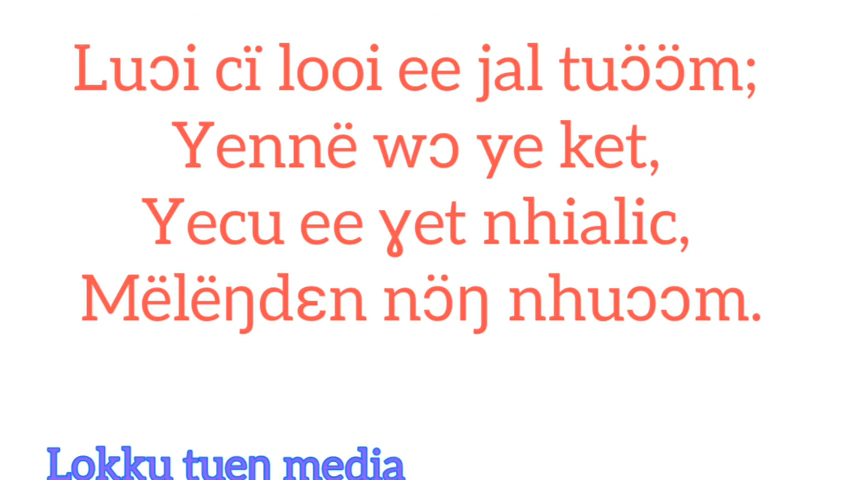 Luɔi cï looi ee jal tuɔ̈ɔ̈m;
Yennë wɔ ye ket,
Yecu ee ɣet nhialic,
Mëlëŋdɛn nɔ̈ŋ nhuɔɔm.
Lokku tueŋ media